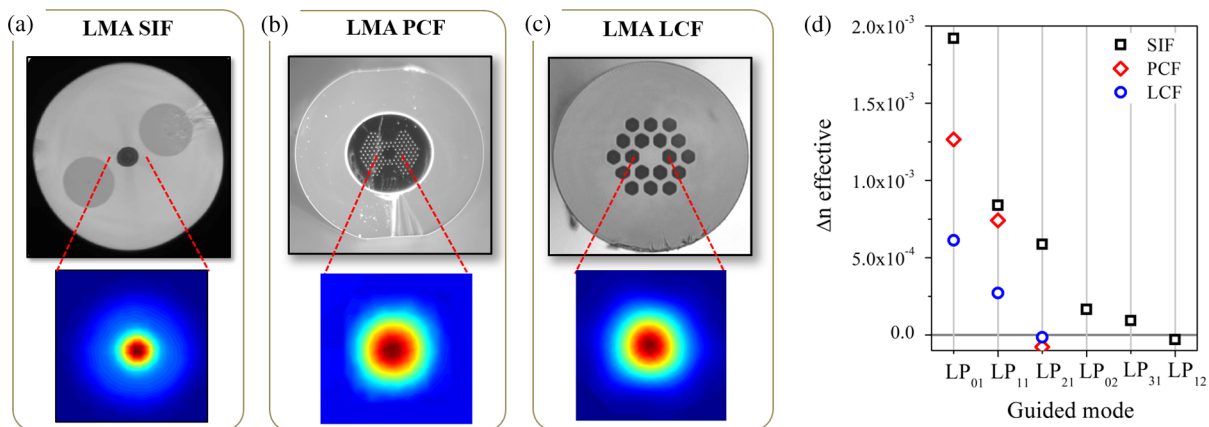 (a)
LMA SIF
(b)
LMA PCF
(c)
LMA LCF
(d)
2.0x10⁻³
1.5x10⁻³
1.0x10⁻³
5.0x10⁻⁴
0.0
Δn effective
SIF
PCF
LCF
LP₀₁ LP₁₁ LP₂₁ LP₀₂ LP₃₁ LP₁₂
Guided mode